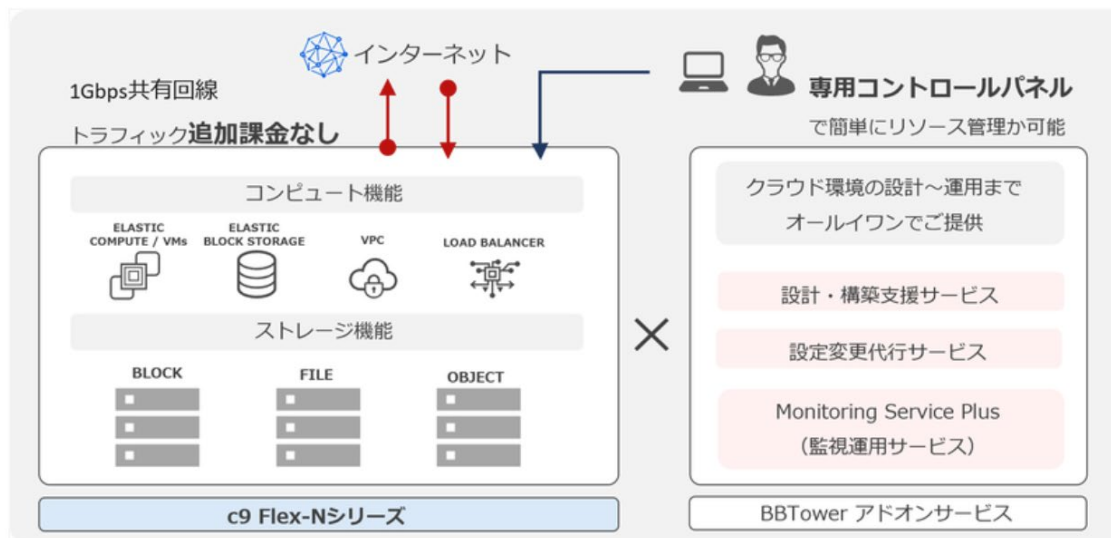 インターネット
1Gbps共有回線
トラフィック追加課金なし
専用コントロールパネル
で簡単にリソース管理か可能
コンピュート機能
ELASTIC
COMPUTE / VMs
ELASTIC
BLOCK STORAGE
VPC
LOAD BALANCER
ストレージ機能
BLOCK
FILE
OBJECT
c9 Flex-Nシリーズ
×
クラウド環境の設計～運用まで
オールイワンでご提供
設計・構築支援サービス
設定変更代行サービス
Monitoring Service Plus
（監視運用サービス）
BBTower アドオンサービス